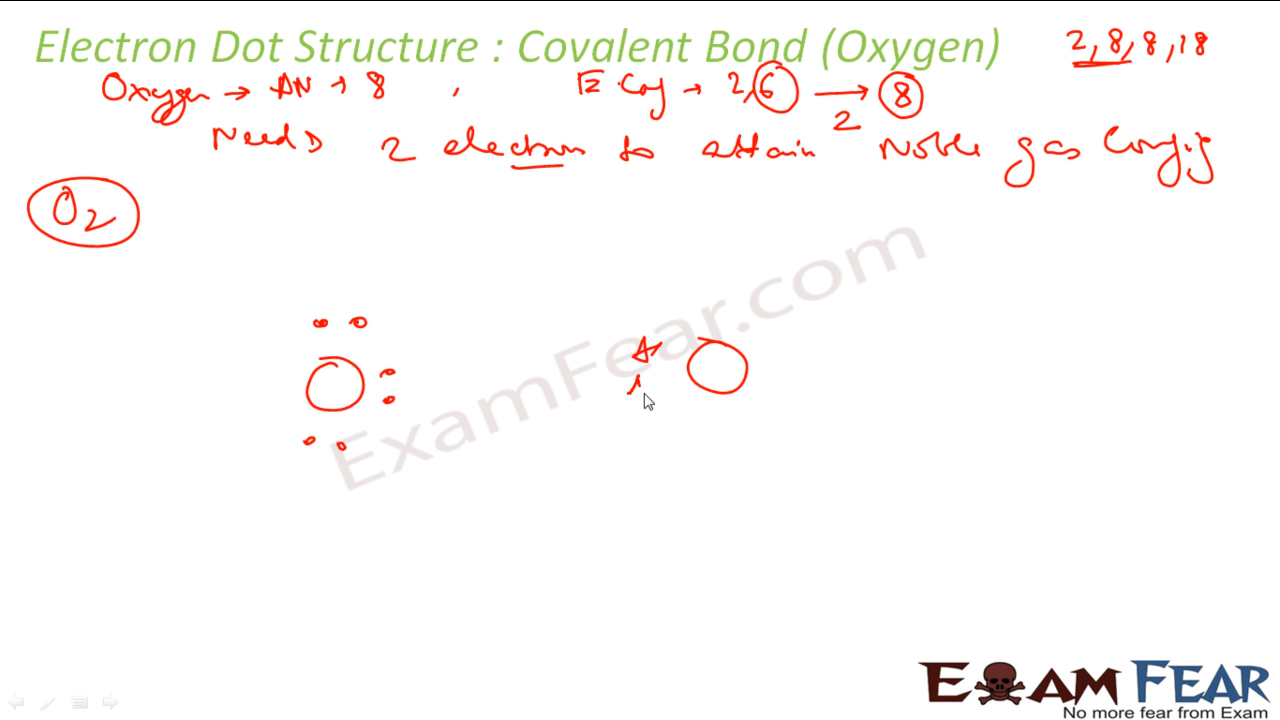 Electron Dot Structure : Covalent Bond (Oxygen) 2, 8, 8, 18
Oxygen → AN → 8 , E. Conf → 2, 6 → 8
2
Needs 2 electron to attain Noble gas Config
O2
ExamFear.com
O O
EXAM FEAR
No more fear from Exam